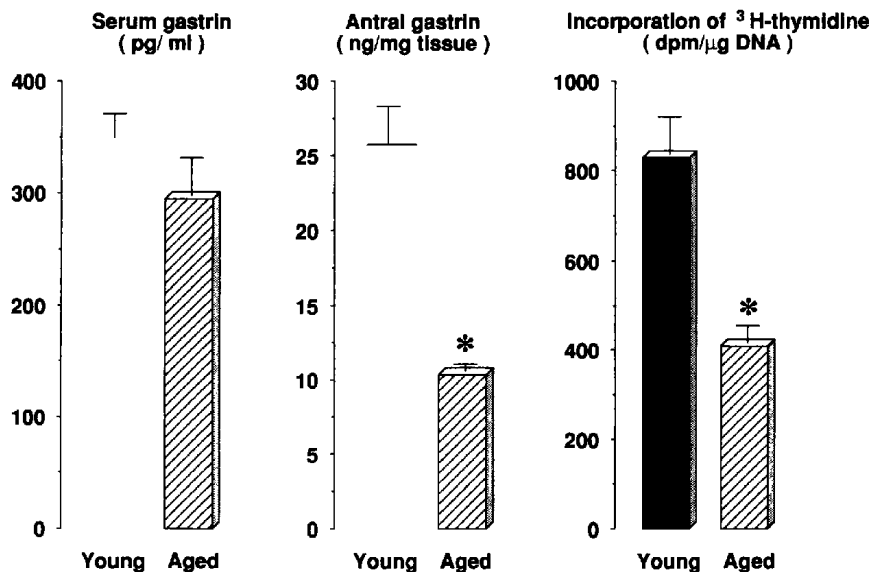 Serum gastrin
( pg/ ml )
400
300
200
100
0
Young Aged
Antral gastrin
( ng/mg tissue )
30
25
20
15
10
5
0
*
Young Aged
Incorporation of ³ H-thymidine
( dpm/µg DNA )
1000
800
600
400
200
0
*
Young Aged